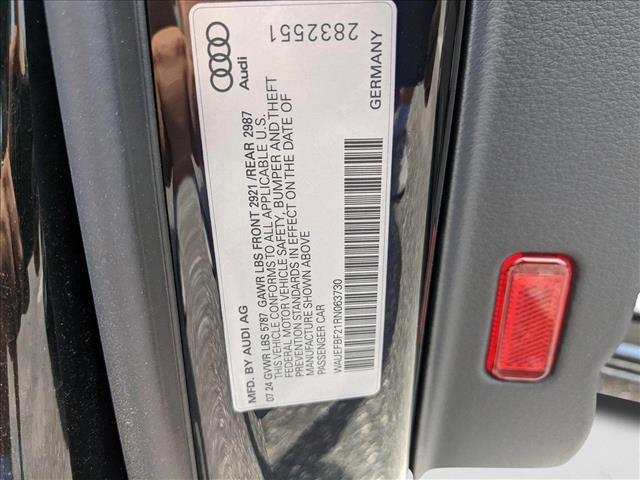 MFD. BY AUDI AG
07 24 GVWR LBS 5787 GAWR LBS FRONT 2921 /REAR 2987
THIS VEHICLE CONFORMS TO ALL APPLICABLE U.S.
FEDERAL MOTOR VEHICLE SAFETY, BUMPER AND THEFT
PREVENTION STANDARDS IN EFFECT ON THE DATE OF
MANUFACTURE SHOWN ABOVE
PASSENGER CAR
WAUEFBF21RN063730
GERMANY
Audi
2832551